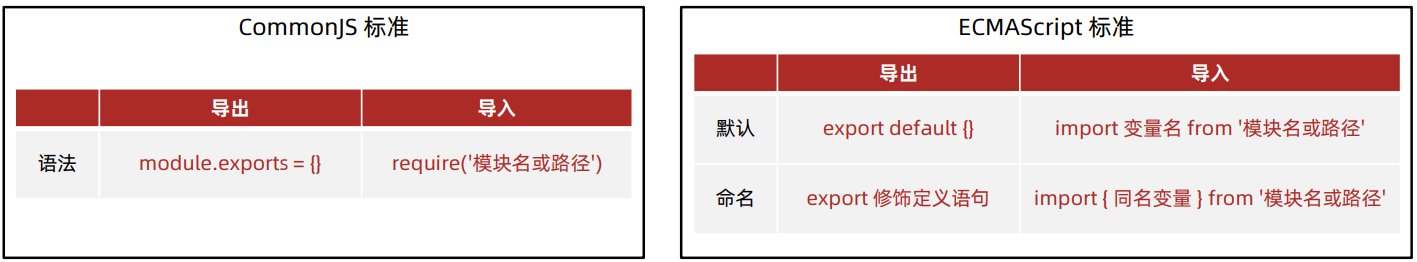 CommonJS 标准
导出 导入
语法 module.exports = {} require('模块名或路径')
ECMAScript 标准
导出 导入
默认 export default {} import 变量名 from '模块名或路径'
命名 export 修饰定义语句 import { 同名变量 } from '模块名或路径'